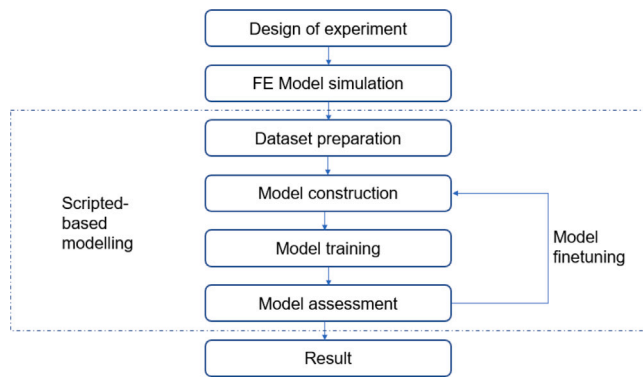 Design of experiment
FE Model simulation
Dataset preparation
Model construction
Scripted-
based
modelling
Model training
Model
finetuning
Model assessment
Result